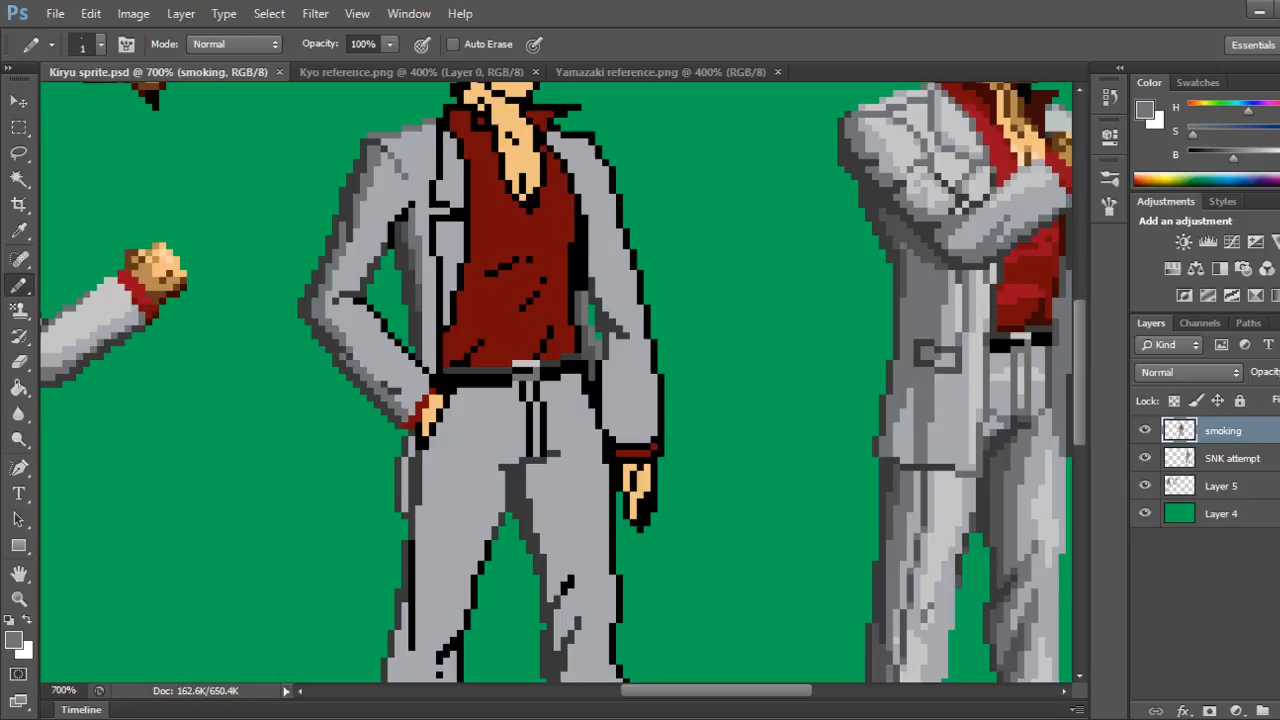 Ps File Edit Image Layer Type Select Filter View Window Help
1 Mode: Normal Opacity: 100% Auto Erase Essentials
Kiryu sprite.psd @ 700% (smoking, RGB/8) × Kyo reference.png @ 400% (Layer 0, RGB/8) × Yamazaki reference.png @ 400% (RGB/8) ×
Color Swatches
H
S
B
Adjustments Styles
Add an adjustment
Layers Channels Paths
Kind
Normal Opac
Lock: Fi
smoking
SNK attempt
Layer 5
Layer 4
700% Doc: 162.6K/650.4K
Timeline